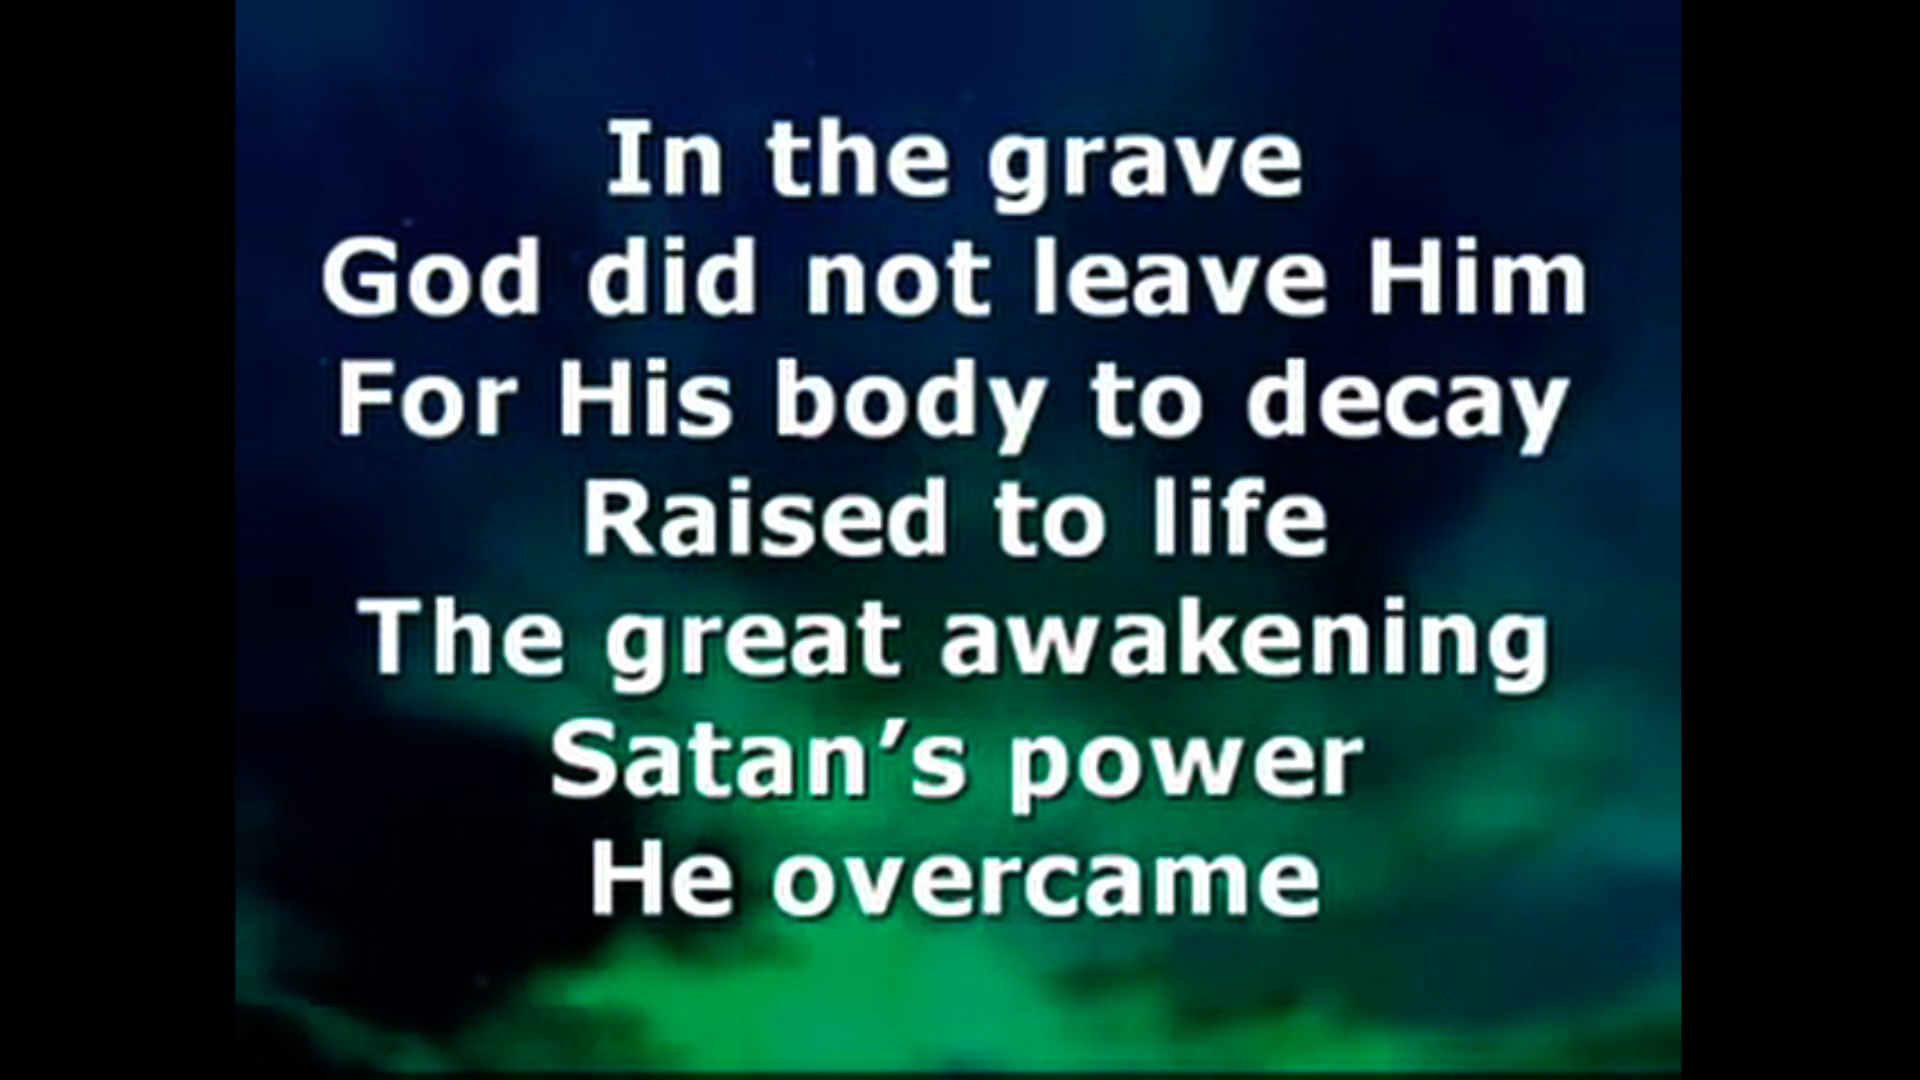 In the grave
God did not leave Him
For His body to decay
Raised to life
The great awakening
Satan’s power
He overcame